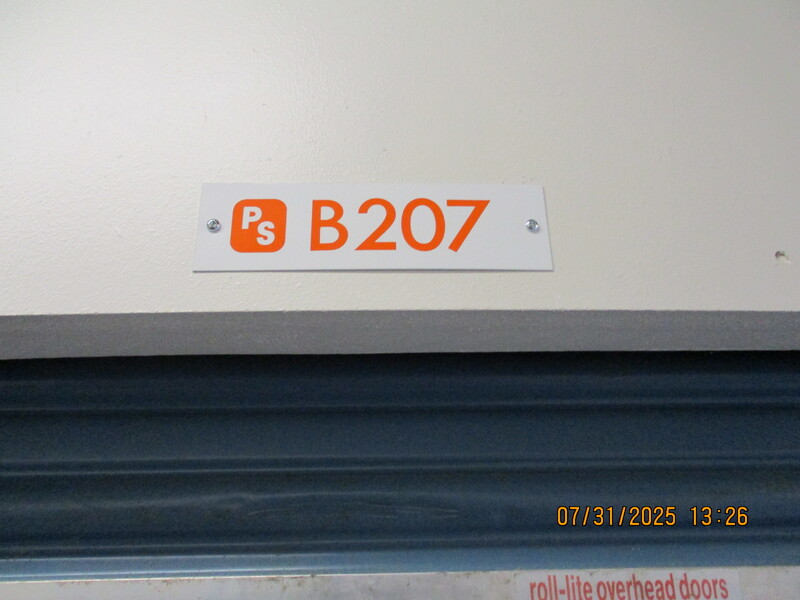 PS B207
07/31/2025 13:26
roll-lite overhead doors